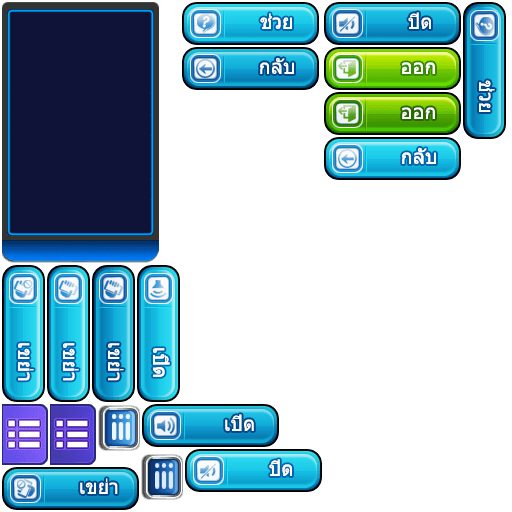 ช่วย
ปิด
ช่วย
กลับ
ออก
ออก
กลับ
เขย่า
เขย่า
เขย่า
เปิด
เปิด
ปิด
เขย่า